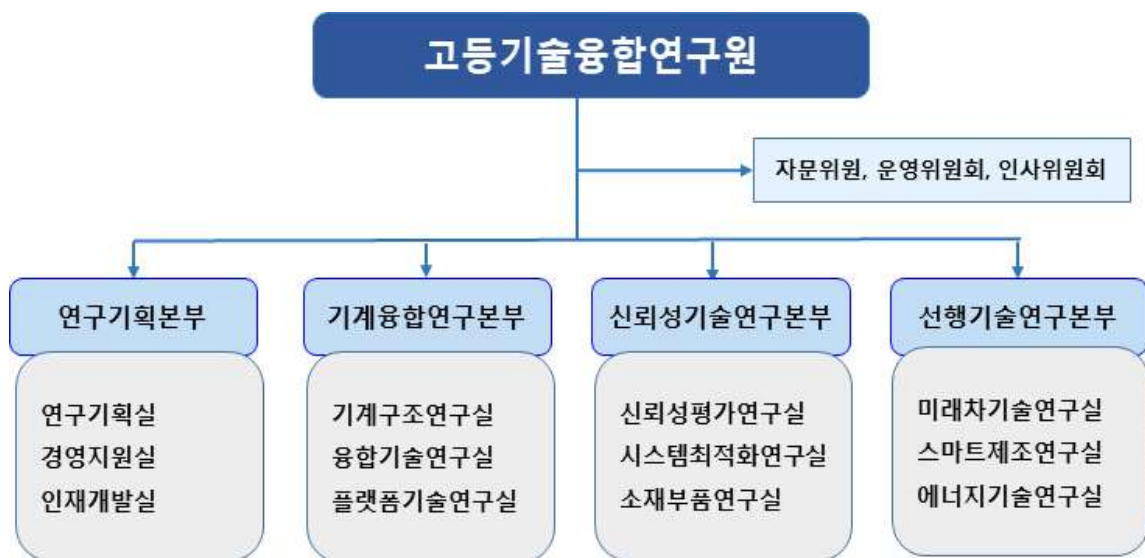 고등기술융합연구원
자문위원, 운영위원회, 인사위원회
연구기획본부
연구기획실
경영지원실
인재개발실
기계융합연구본부
기계구조연구실
융합기술연구실
플랫폼기술연구실
신뢰성기술연구본부
신뢰성평가연구실
시스템최적화연구실
소재부품연구실
선행기술연구본부
미래차기술연구실
스마트제조연구실
에너지기술연구실